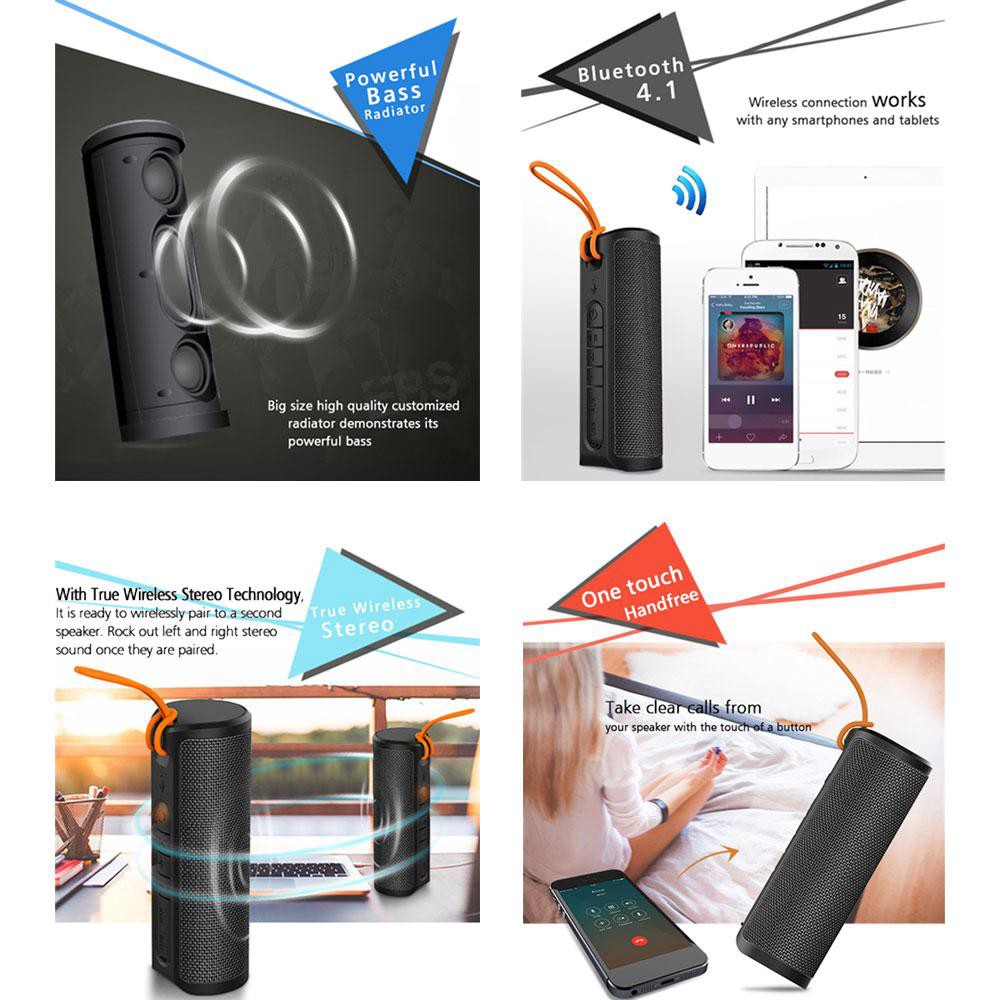 Powerful
Bass
Radiator
Big size high quality customized
radiator demonstrates its
powerful bass
Bluetooth
4.1
Wireless connection works
with any smartphones and tablets
ONEREPUBLIC
15
With True Wireless Stereo Technology,
It is ready to wirelessly pair to a second
speaker. Rock out left and right stereo
sound once they are paired.
True Wireless
Stereo
One touch
Handfree
Take clear calls from
your speaker with the touch of a button